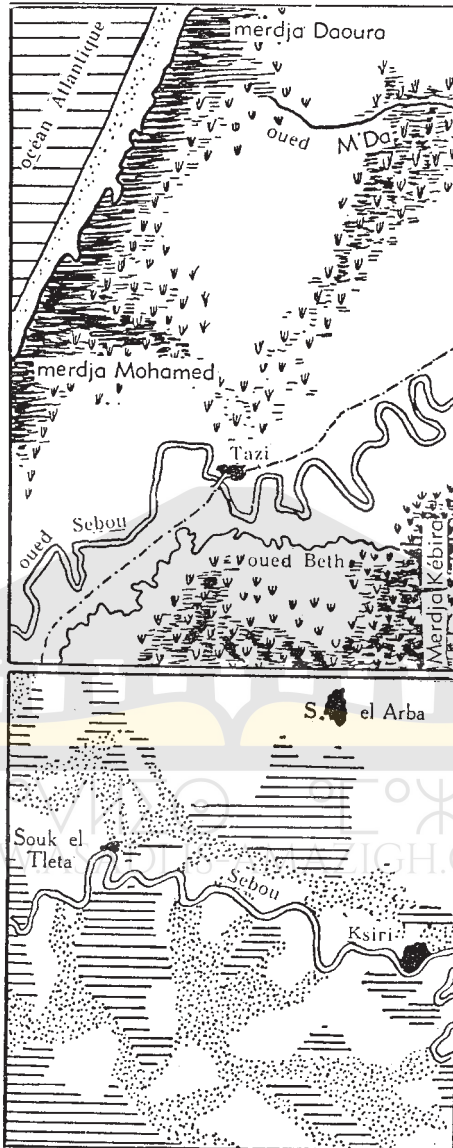 merdja Daoura
océan Atlantique
oued M'Da
merdja Mohamed
Tazi
oued Sebou
oued Beth
Merdja Kébira
S. el Arba
Souk el
Tleta
Sebou
Ksiri